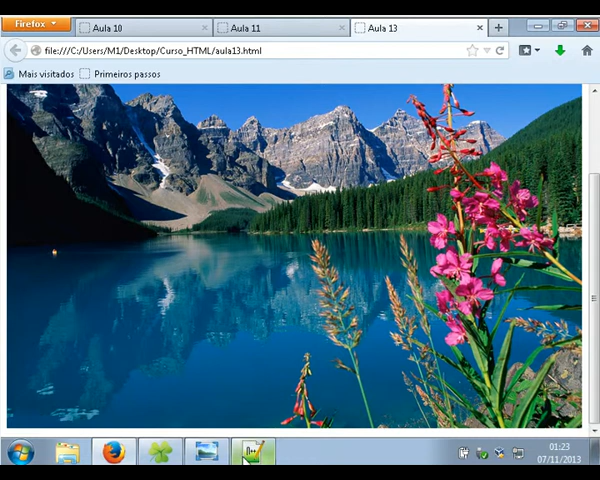 Firefox
Aula 10
Aula 11
Aula 13
file:///C:/Users/M1/Desktop/Curso_HTML/aula13.html
Mais visitados
Primeiros passos
01:23
07/11/2013